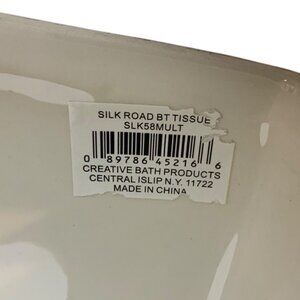 SILK ROAD BT TISSUE
SLK58MULT
0 89786 45216 6
CREATIVE BATH PRODUCTS
CENTRAL ISLIP N.Y. 11722
MADE IN CHINA